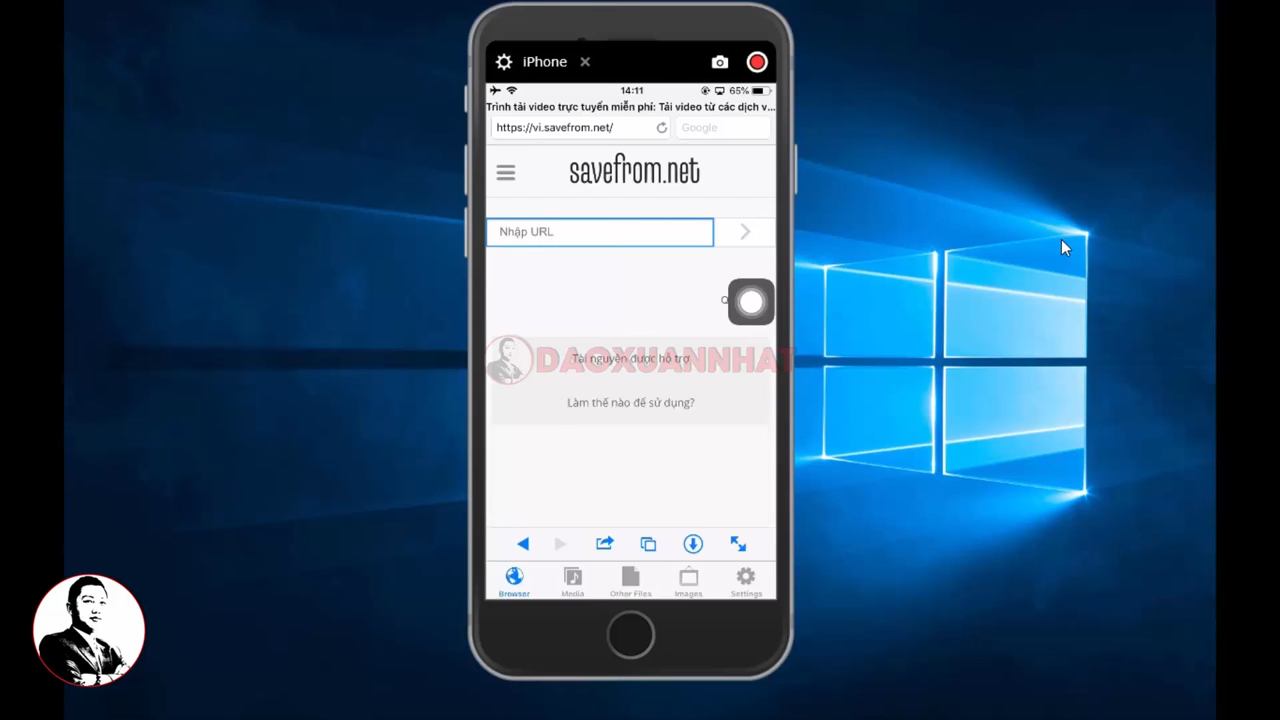 iPhone
14:11
65%
Trình tải video trực tuyến miễn phí: Tải video từ các dịch v...
https://vi.savefrom.net/
Google
savefrom.net
Nhập URL
Tài nguyên được hỗ trợ
DAOXUANNHAT
Làm thế nào để sử dụng?
Browser
Media
Other Files
Images
Settings